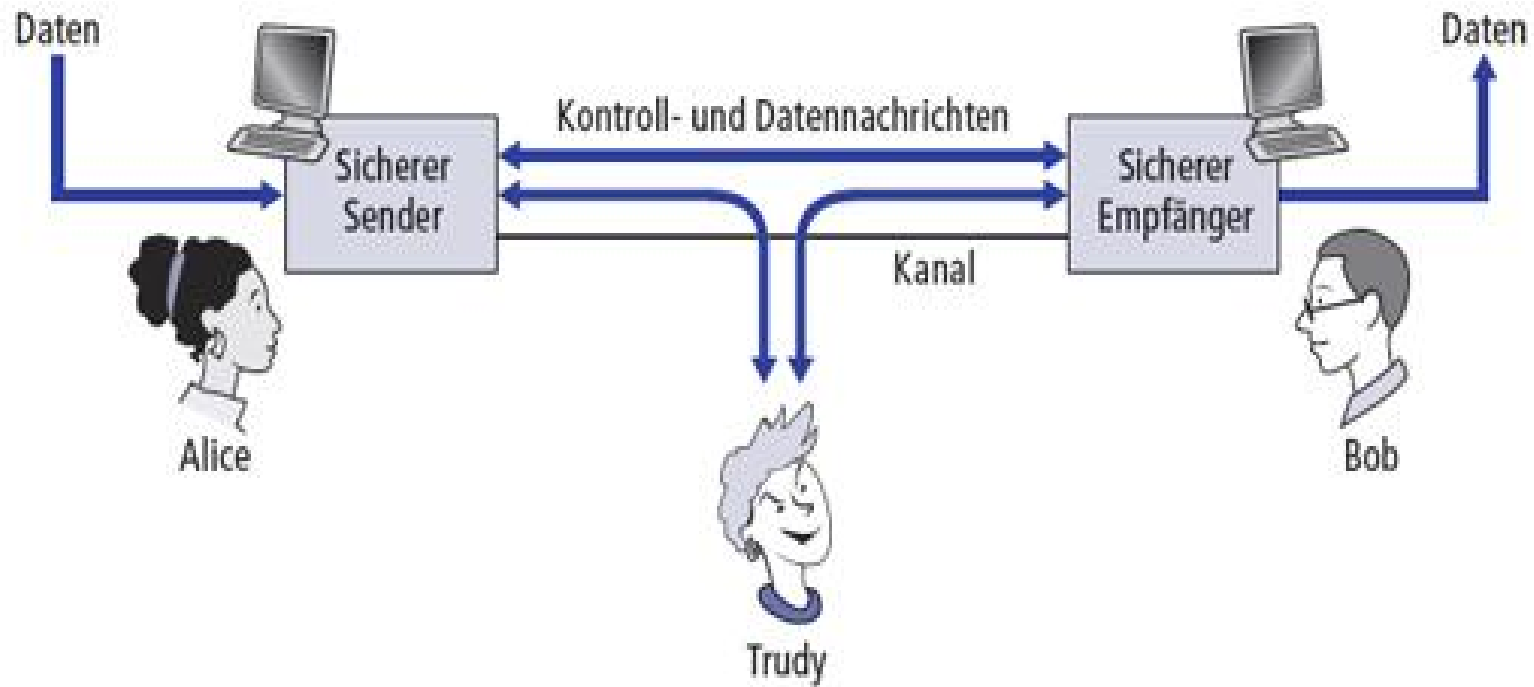 Daten
Daten
Kontroll- und Datennachrichten
Sicherer
Sender
Sicherer
Empfänger
Kanal
Alice
Bob
Trudy